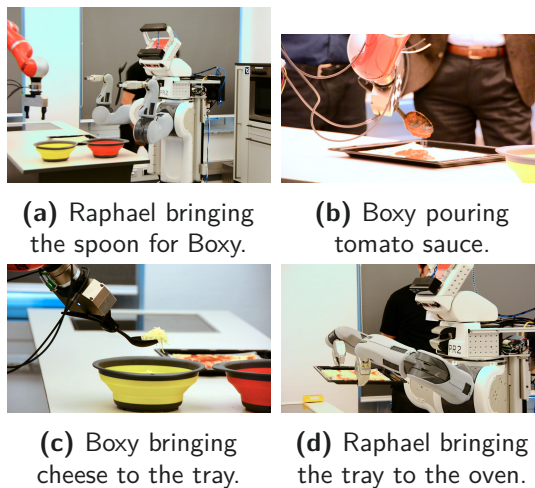 PR2
(a) Raphael bringing
the spoon for Boxy.
(b) Boxy pouring
tomato sauce.
PR2
(c) Boxy bringing
cheese to the tray.
(d) Raphael bringing
the tray to the oven.